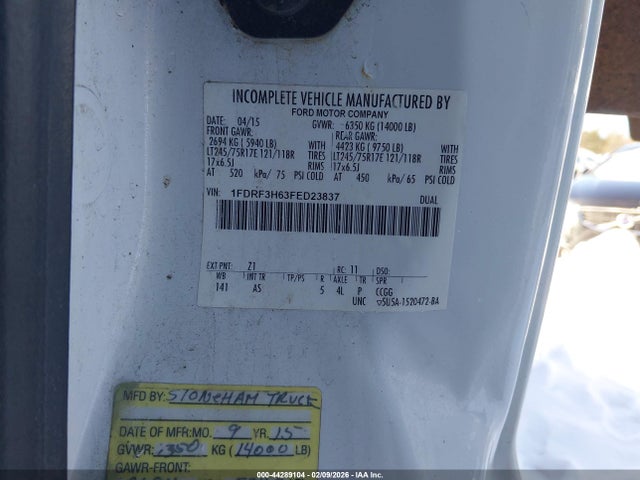 INCOMPLETE VEHICLE MANUFACTURED BY
FORD MOTOR COMPANY
DATE: 04/15 GVWR: 6350 KG (14000 LB)
FRONT GAWR: REAR GAWR:
2694 KG ( 5940 LB) WITH 4423 KG ( 9750 LB) WITH
LT245/75R17E 121/118R TIRES LT245/75R17E 121/118R TIRES
17x6.5J RIMS 17x6.5J RIMS
AT 520 kPa/ 75 PSI COLD AT 450 kPa/ 65 PSI COLD
VIN: 1FDRF3H63FED23837 DUAL
EXT PNT: Z1 RC: 11 DSO:
WB INT TR TP/PS R AXLE TR SPR
141 AS 5 4L P CCGG
UNC 5U5A-1520472-BA
MFD BY: STONEHAM TRUCK
DATE OF MFR: MO. 9 YR. 15
GVWR: 6350 KG (14000 LB)
GAWR-FRONT:
000-44289104 - 02/09/2026 - Copyright IAA, Inc.